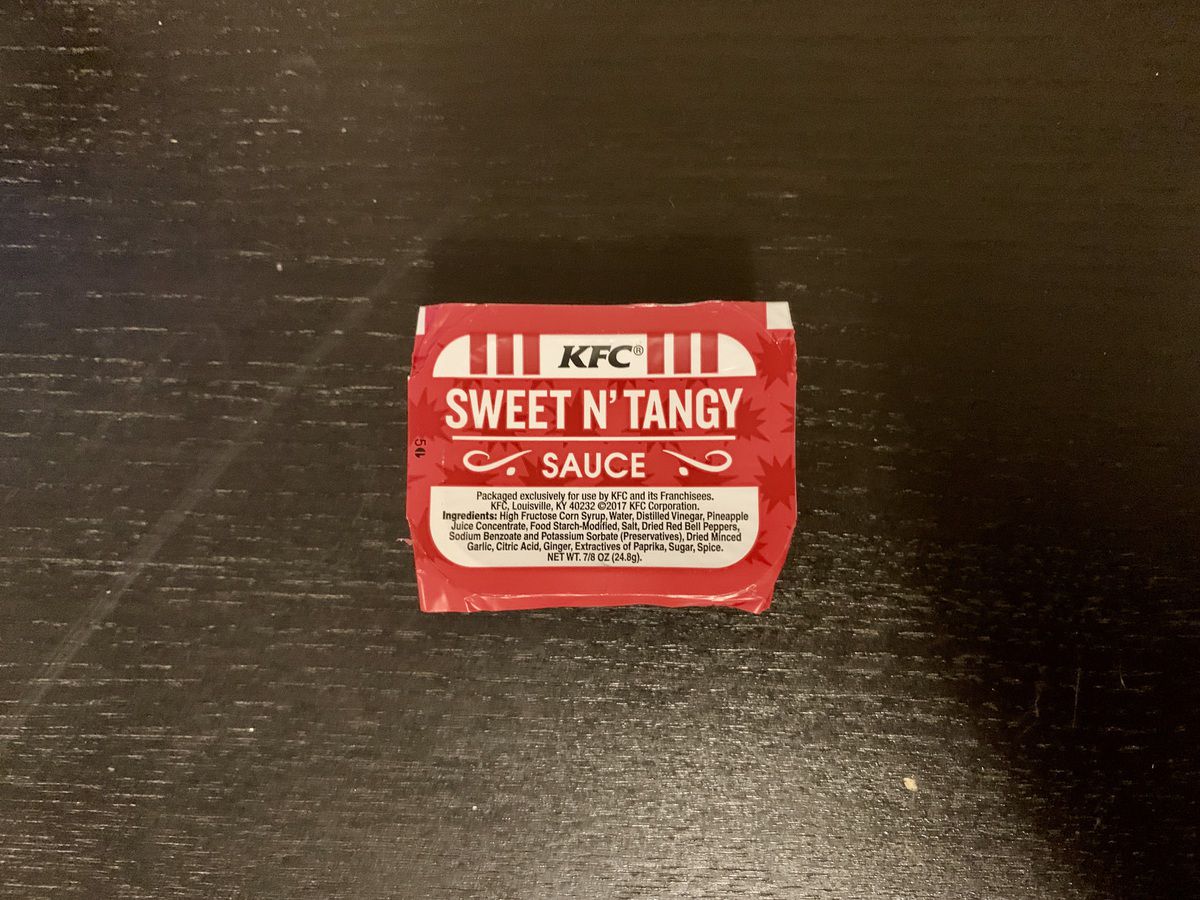 KFC®
SWEET N' TANGY
SAUCE
Packaged exclusively for use by KFC and its Franchisees.
KFC, Louisville, KY 40232 ©2017 KFC Corporation.
Ingredients: High Fructose Corn Syrup, Water, Distilled Vinegar, Pineapple
Juice Concentrate, Food Starch-Modified, Salt, Dried Red Bell Peppers,
Sodium Benzoate and Potassium Sorbate (Preservatives), Dried Minced
Garlic, Citric Acid, Ginger, Extractives of Paprika, Sugar, Spice.
NET WT. 7/8 OZ (24.8g).